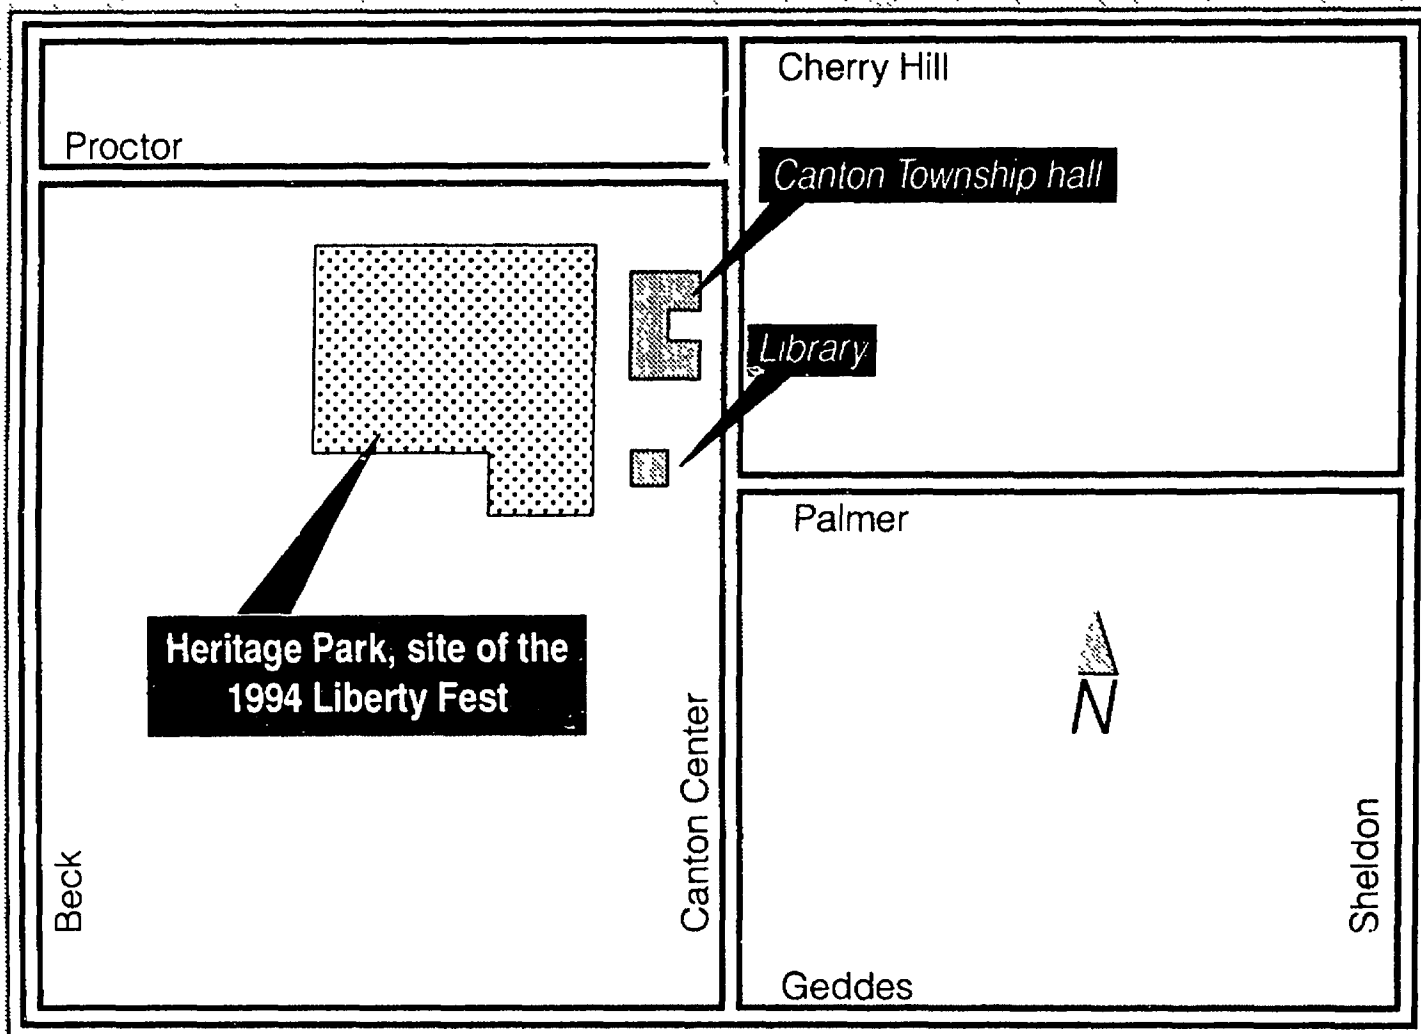 Cherry Hill
Proctor
Canton Township hall
Library
Palmer
Heritage Park, site of the
1994 Liberty Fest
N
Canton Center
Sheldon
Beck
Geddes